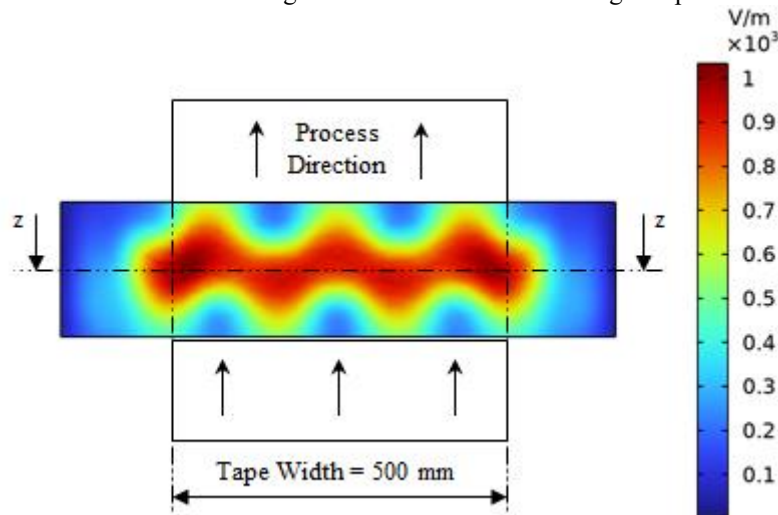 V/m
×10³
1
0.9
0.8
0.7
0.6
0.5
0.4
0.3
0.2
0.1
Process
Direction
z
z
Tape Width = 500 mm